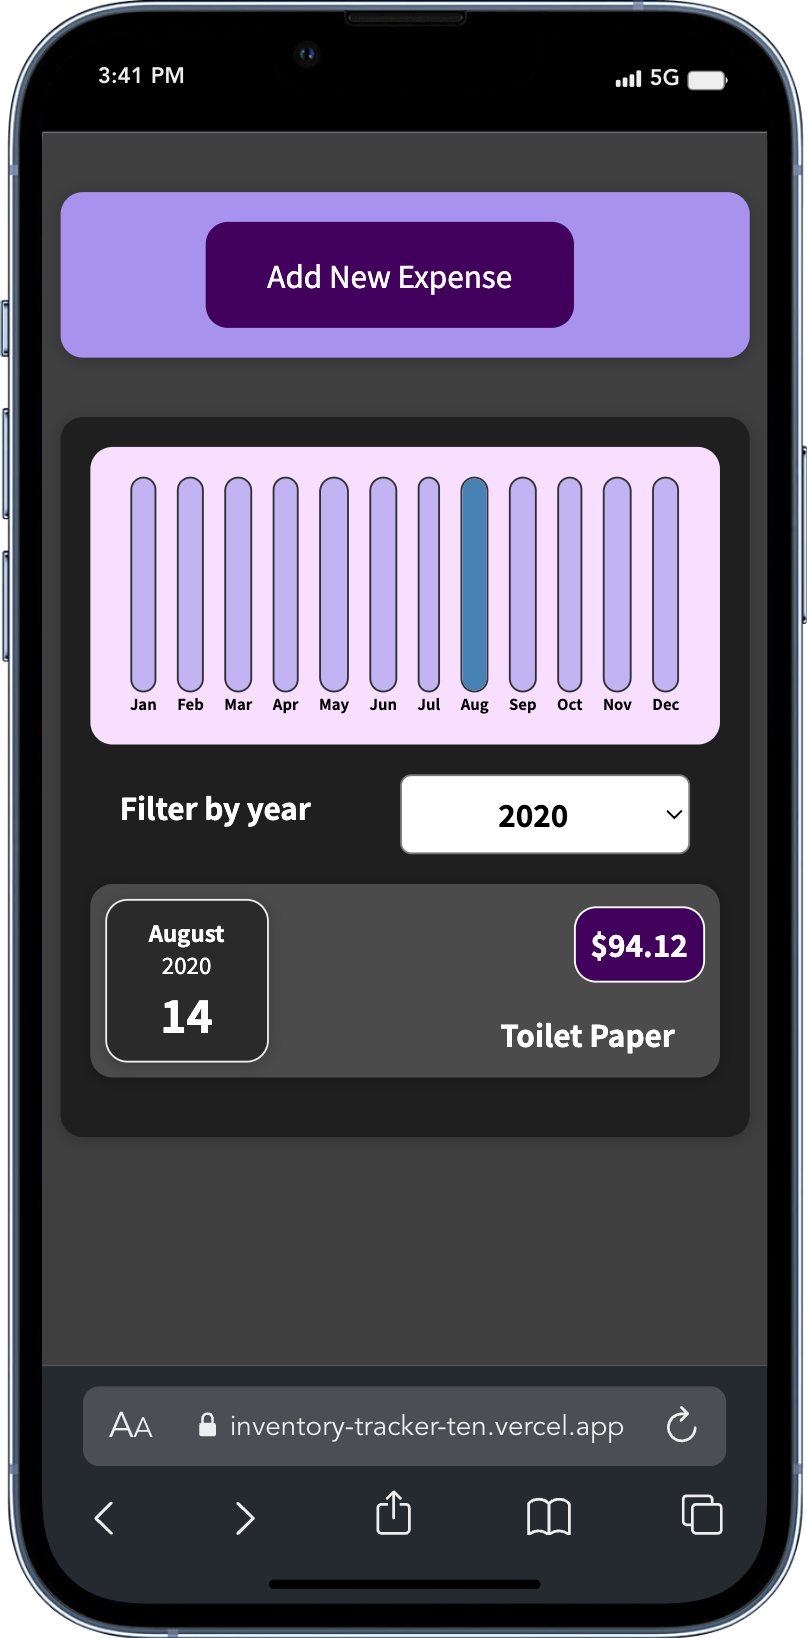 3:41 PM 5G
Add New Expense
Jan Feb Mar Apr May Jun Jul Aug Sep Oct Nov Dec
Filter by year
2020
August
2020
14
$94.12
Toilet Paper
AA inventory-tracker-ten.vercel.app